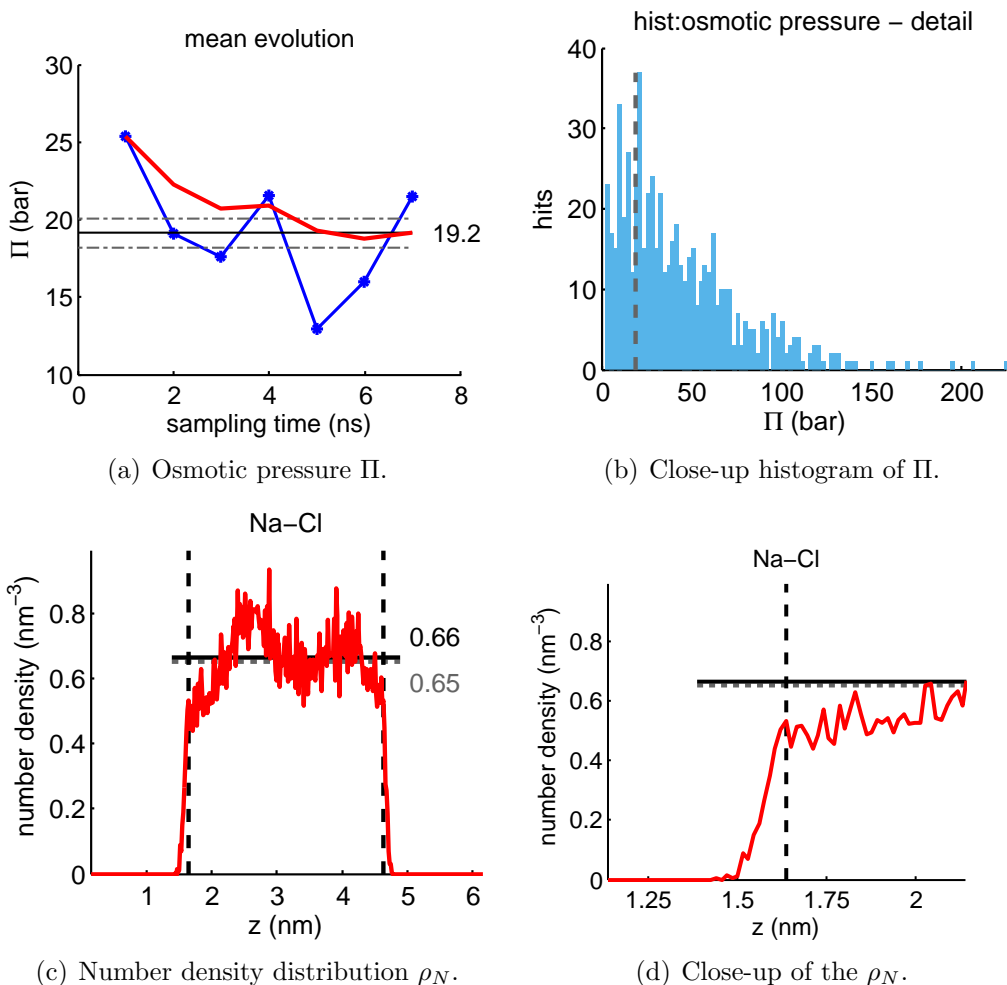 mean evolution
30
25
20
15
10
Π (bar)
19.2
0 2 4 6 8
sampling time (ns)
(a) Osmotic pressure Π.
hist:osmotic pressure − detail
40
30
20
10
0
hits
0 50 100 150 200
Π (bar)
(b) Close-up histogram of Π.
Na−Cl
0.8
0.6
0.4
0.2
0
number density (nm⁻³)
0.66
0.65
1 2 3 4 5 6
z (nm)
(c) Number density distribution ρ_N.
Na−Cl
0.8
0.6
0.4
0.2
0
number density (nm⁻³)
1.25 1.5 1.75 2
z (nm)
(d) Close-up of the ρ_N.